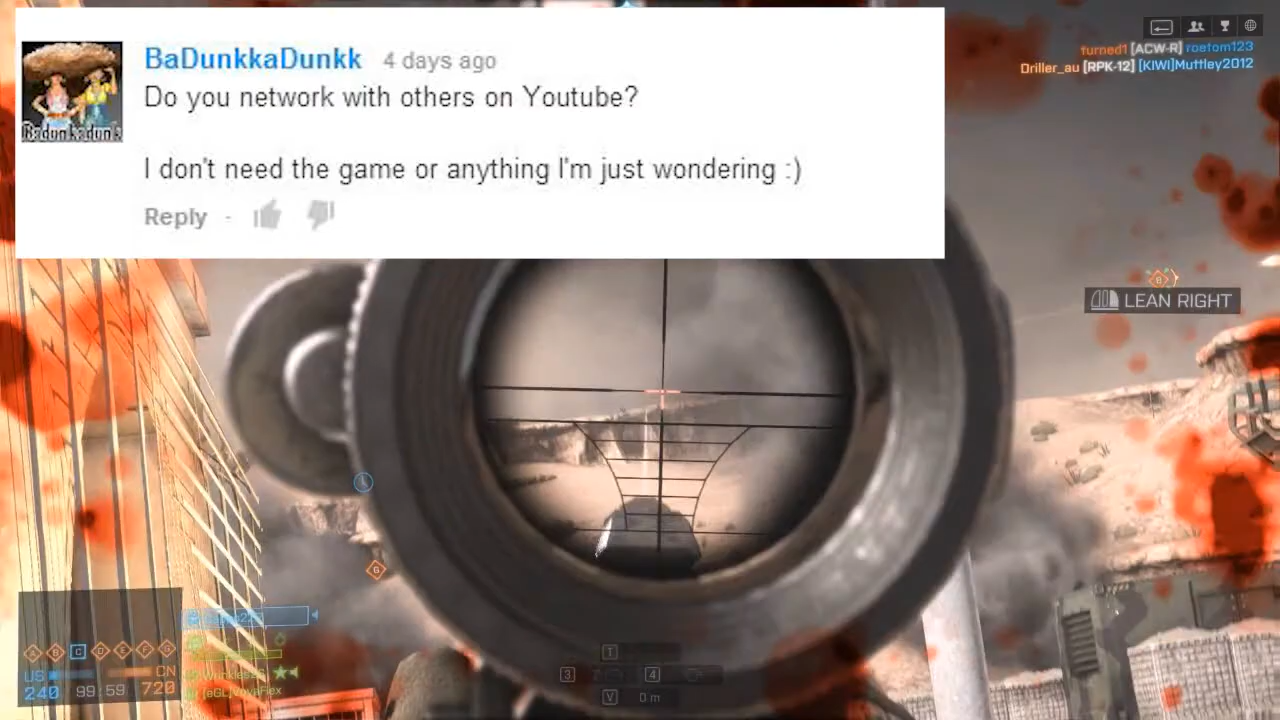 BaDunkkaDunkk 4 days ago
Do you network with others on Youtube?
I don't need the game or anything I'm just wondering :)
Reply -
Badunkadunk
turned1 [ACW-R] roetom123
Driller_au [RPK-12] [KIWI]Muttley2012
B
LEAN RIGHT
G
A B C D E F G
US CN
240 99:59 720
T
3 4
V 0 m